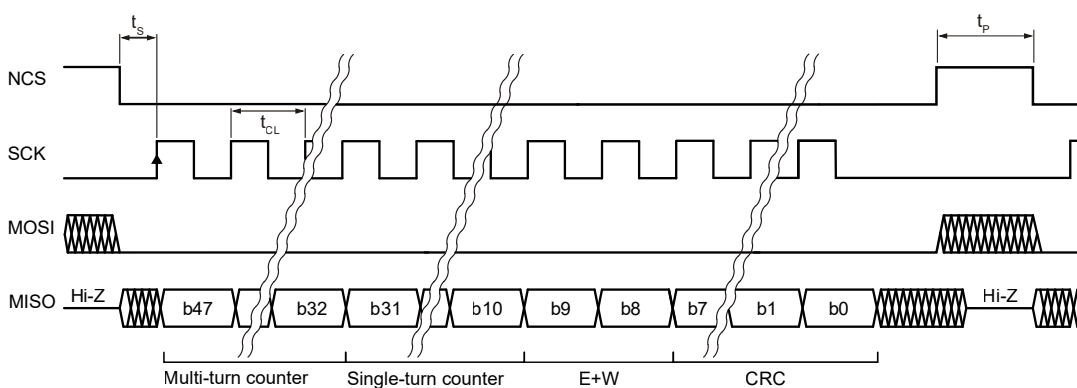 tS
tP
NCS
tCL
SCK
MOSI
MISO Hi-Z b47 b32 b31 b10 b9 b8 b7 b1 b0 Hi-Z
Multi-turn counter Single-turn counter E+W CRC